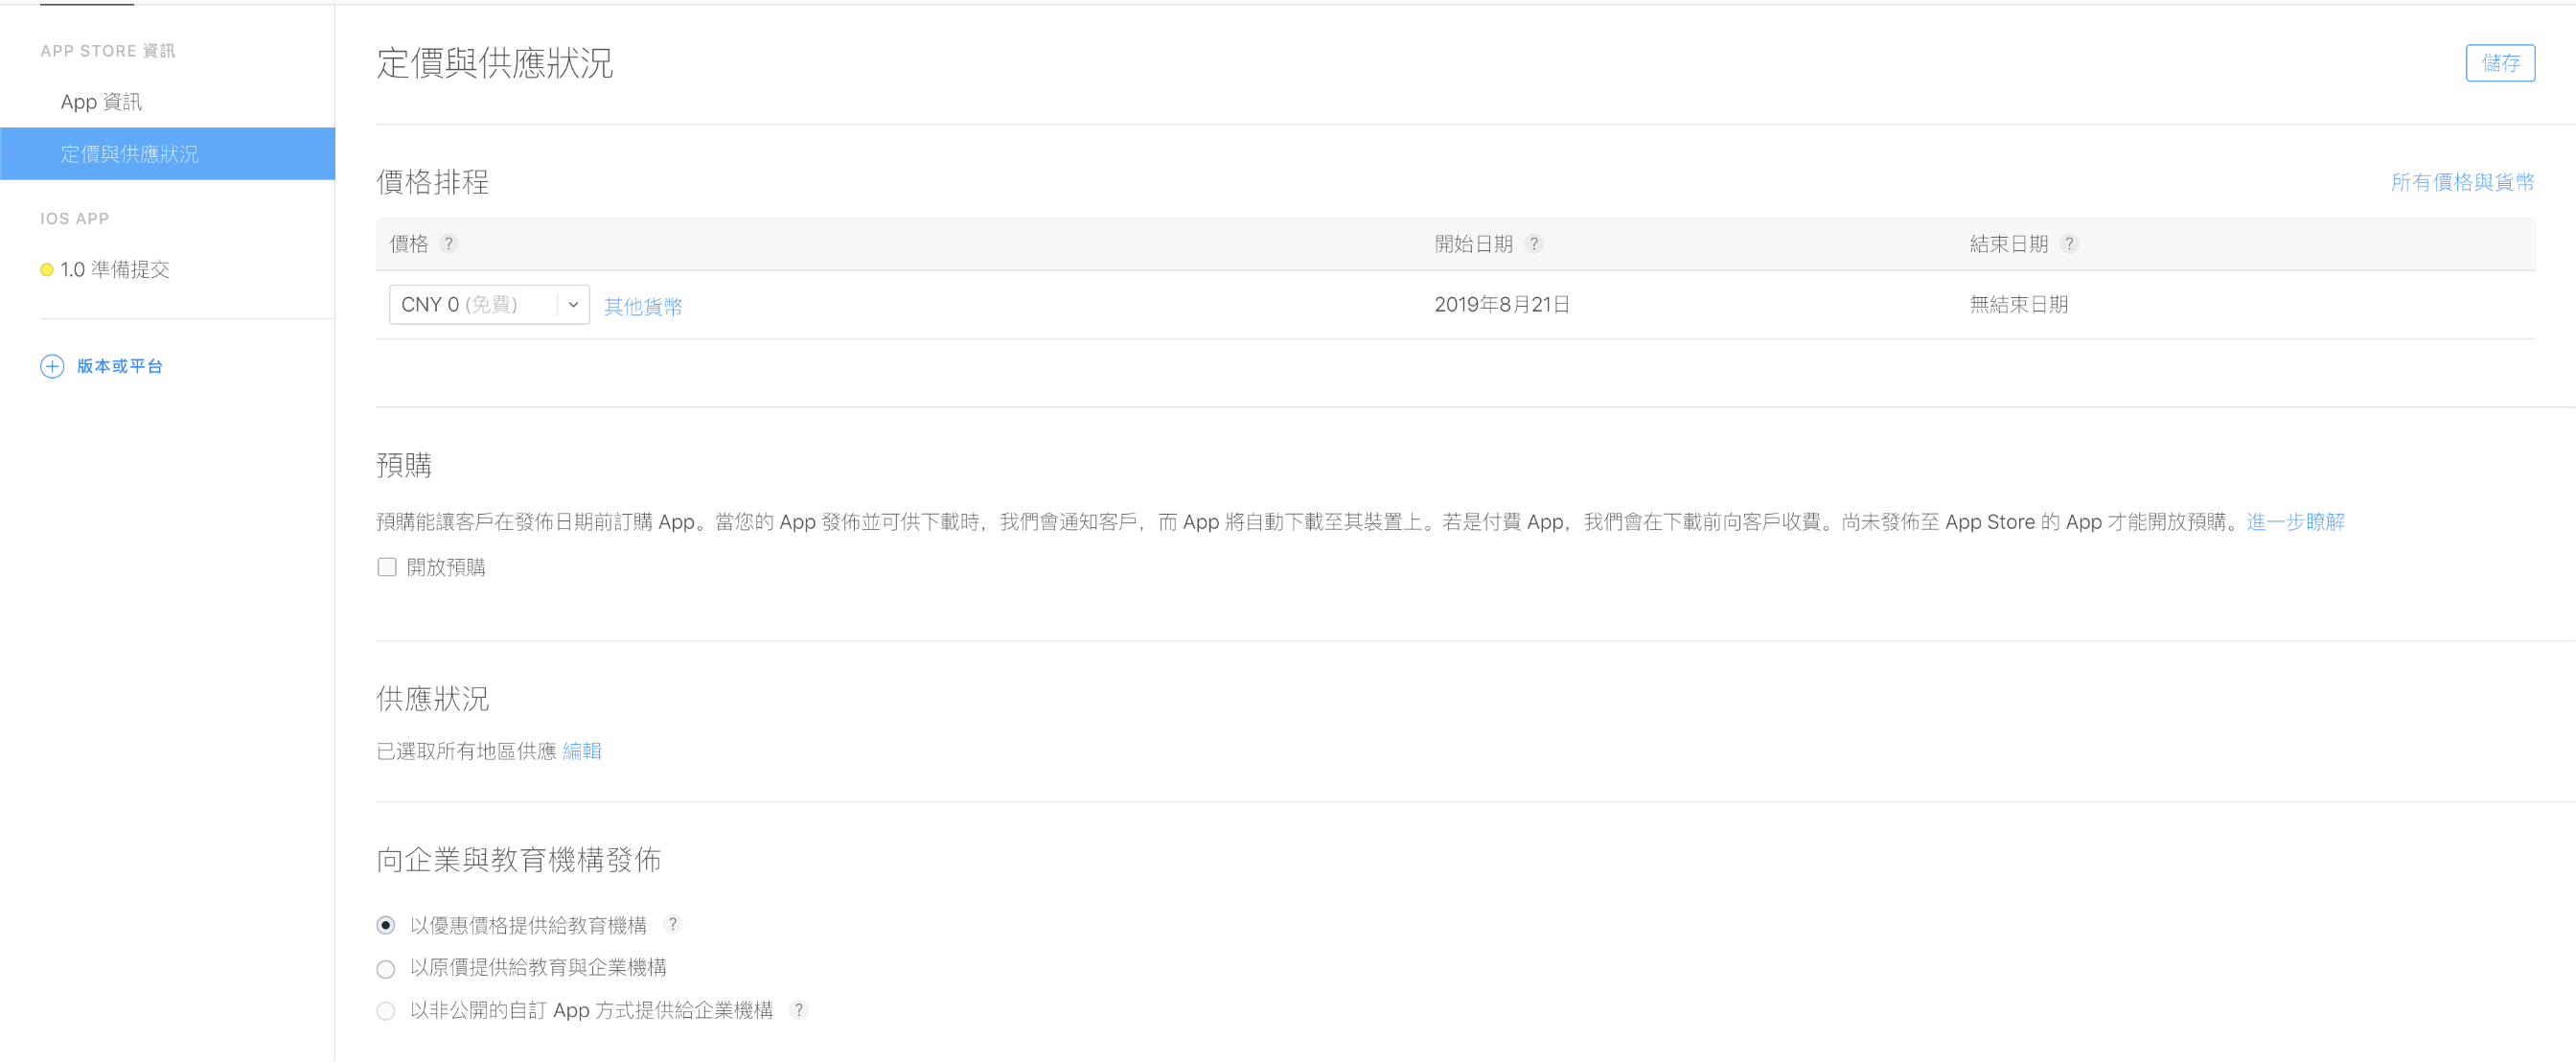 APP STORE 資訊
App 資訊
定價與供應狀況
IOS APP
1.0 準備提交
版本或平台
定價與供應狀況
儲存
價格排程
所有價格與貨幣
價格 ?
開始日期 ?
結束日期 ?
CNY 0 (免費)
其他貨幣
2019年8月21日
無結束日期
預購
預購能讓客戶在發佈日期前訂購 App。當您的 App 發佈並可供下載時，我們會通知客戶，而 App 將自動下載至其裝置上。若是付費 App，我們會在下載前向客戶收費。尚未發佈至 App Store 的 App 才能開放預購。進一步瞭解
開放預購
供應狀況
已選取所有地區供應 編輯
向企業與教育機構發佈
以優惠價格提供給教育機構 ?
以原價提供給教育與企業機構
以非公開的自訂 App 方式提供給企業機構 ?